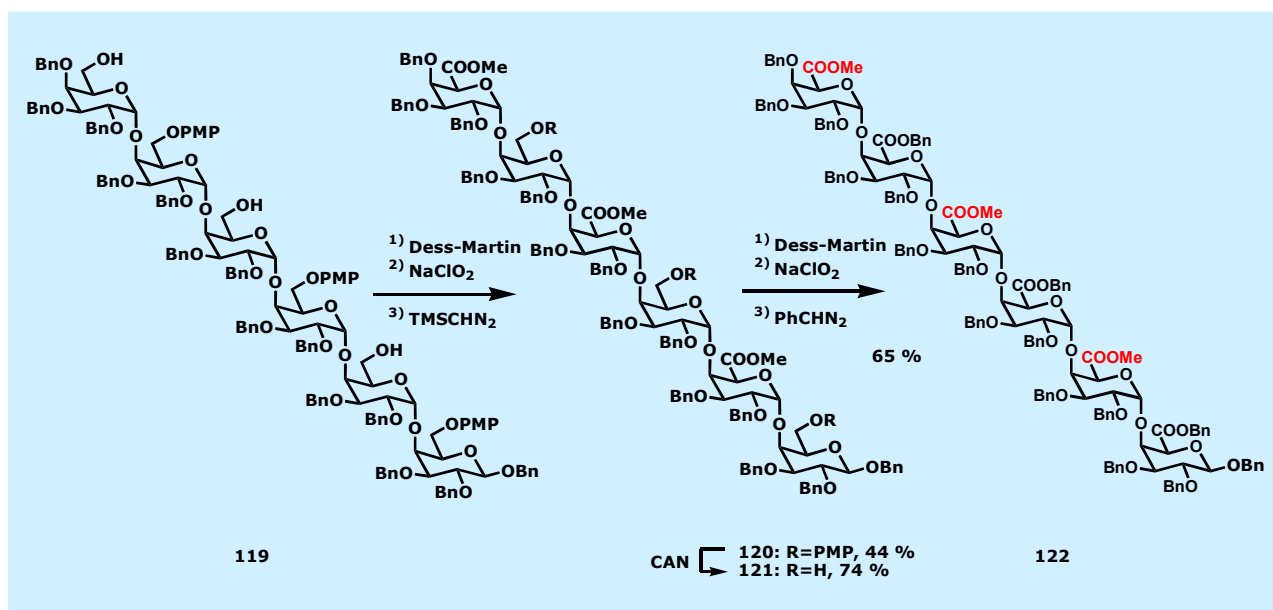 OH
BnO
O
BnO
BnO
OPMP
O
O
BnO
BnO
OH
O
O
BnO
BnO
OPMP
O
O
BnO
BnO
OH
O
O
BnO
BnO
OPMP
O
O
OBn
BnO
BnO
119
1) Dess-Martin
2) NaClO2
3) TMSCHN2
BnO
COOMe
O
BnO
BnO
OR
O
O
BnO
BnO
COOMe
O
O
BnO
BnO
OR
O
O
BnO
BnO
COOMe
O
O
BnO
BnO
OR
O
O
OBn
BnO
BnO
CAN
120: R=PMP, 44 %
121: R=H, 74 %
1) Dess-Martin
2) NaClO2
3) PhCHN2
65 %
BnO
COOMe
O
BnO
BnO
COOBn
O
O
BnO
BnO
COOMe
O
O
BnO
BnO
COOBn
O
O
BnO
BnO
COOMe
O
O
BnO
BnO
COOBn
O
O
OBn
BnO
BnO
122